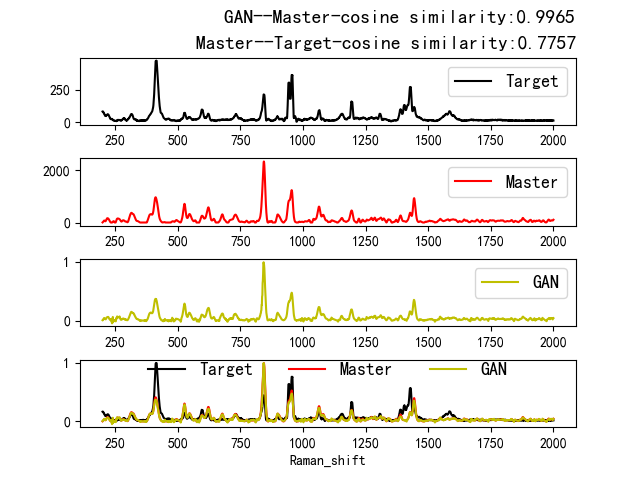 GAN--Master-cosine similarity:0.9965
Master--Target-cosine similarity:0.7757
250
0
Target
250 500 750 1000 1250 1500 1750 2000
2000
0
Master
250 500 750 1000 1250 1500 1750 2000
1
0
GAN
250 500 750 1000 1250 1500 1750 2000
1
0
Target Master GAN
250 500 750 1000 1250 1500 1750 2000
Raman_shift